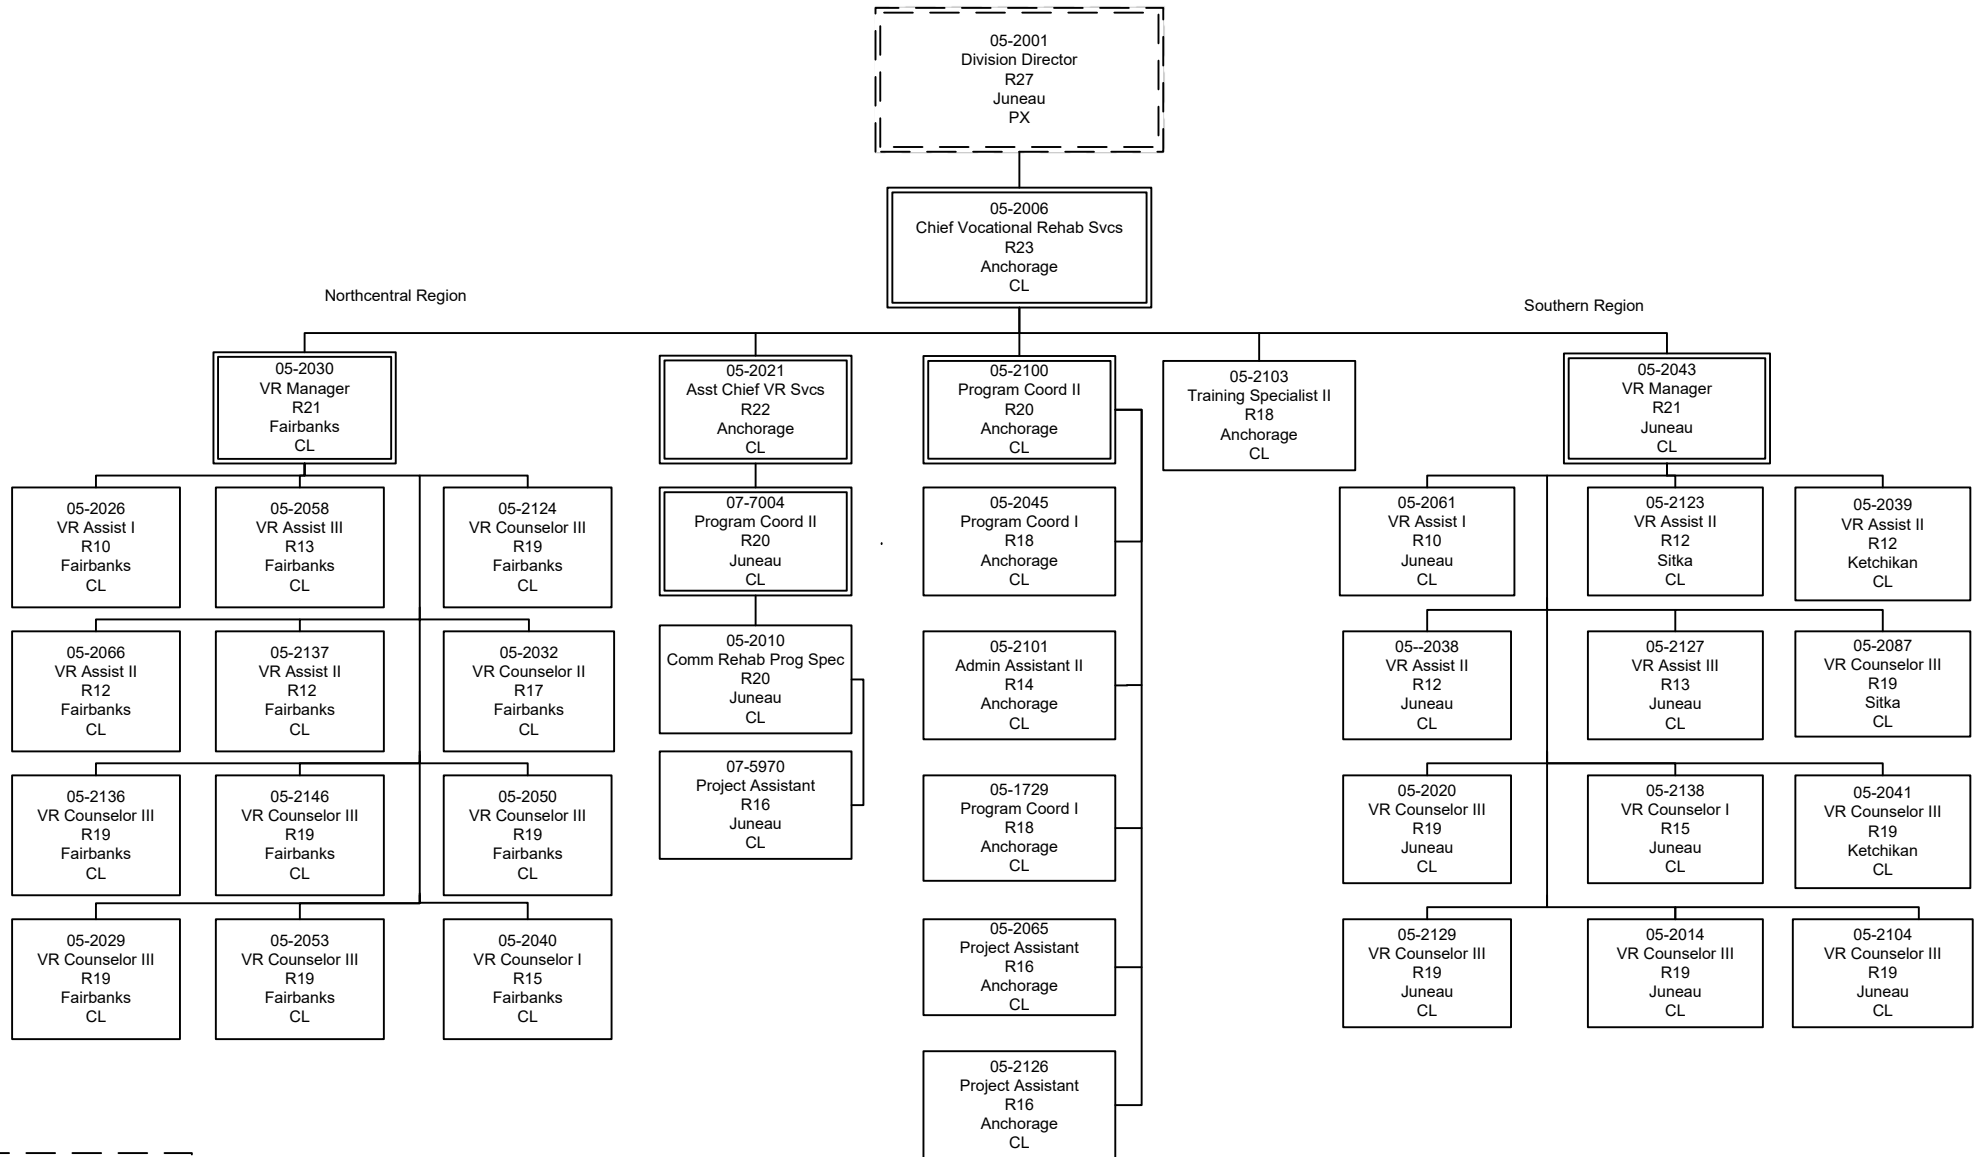 05-2001
Division Director
R27
Juneau
PX
05-2006
Chief Vocational Rehab Svcs
R23
Anchorage
CL
Northcentral Region
Southern Region
05-2030
VR Manager
R21
Fairbanks
CL
05-2021
Asst Chief VR Svcs
R22
Anchorage
CL
05-2100
Program Coord II
R20
Anchorage
CL
05-2103
Training Specialist II
R18
Anchorage
CL
05-2043
VR Manager
R21
Juneau
CL
05-2026
VR Assist I
R10
Fairbanks
CL
05-2058
VR Assist III
R13
Fairbanks
CL
05-2124
VR Counselor III
R19
Fairbanks
CL
05-2066
VR Assist II
R12
Fairbanks
CL
05-2137
VR Assist II
R12
Fairbanks
CL
05-2032
VR Counselor II
R17
Fairbanks
CL
05-2136
VR Counselor III
R19
Fairbanks
CL
05-2146
VR Counselor III
R19
Fairbanks
CL
05-2050
VR Counselor III
R19
Fairbanks
CL
05-2029
VR Counselor III
R19
Fairbanks
CL
05-2053
VR Counselor III
R19
Fairbanks
CL
05-2040
VR Counselor I
R15
Fairbanks
CL
07-7004
Program Coord II
R20
Juneau
CL
05-2010
Comm Rehab Prog Spec
R20
Juneau
CL
07-5970
Project Assistant
R16
Juneau
CL
05-2045
Program Coord I
R18
Anchorage
CL
05-2101
Admin Assistant II
R14
Anchorage
CL
05-1729
Program Coord I
R18
Anchorage
CL
05-2065
Project Assistant
R16
Anchorage
CL
05-2126
Project Assistant
R16
Anchorage
CL
05-2061
VR Assist I
R10
Juneau
CL
05-2123
VR Assist II
R12
Sitka
CL
05-2039
VR Assist II
R12
Ketchikan
CL
05--2038
VR Assist II
R12
Juneau
CL
05-2127
VR Assist III
R13
Juneau
CL
05-2087
VR Counselor III
R19
Sitka
CL
05-2020
VR Counselor III
R19
Juneau
CL
05-2138
VR Counselor I
R15
Juneau
CL
05-2041
VR Counselor III
R19
Ketchikan
CL
05-2129
VR Counselor III
R19
Juneau
CL
05-2014
VR Counselor III
R19
Juneau
CL
05-2104
VR Counselor III
R19
Juneau
CL